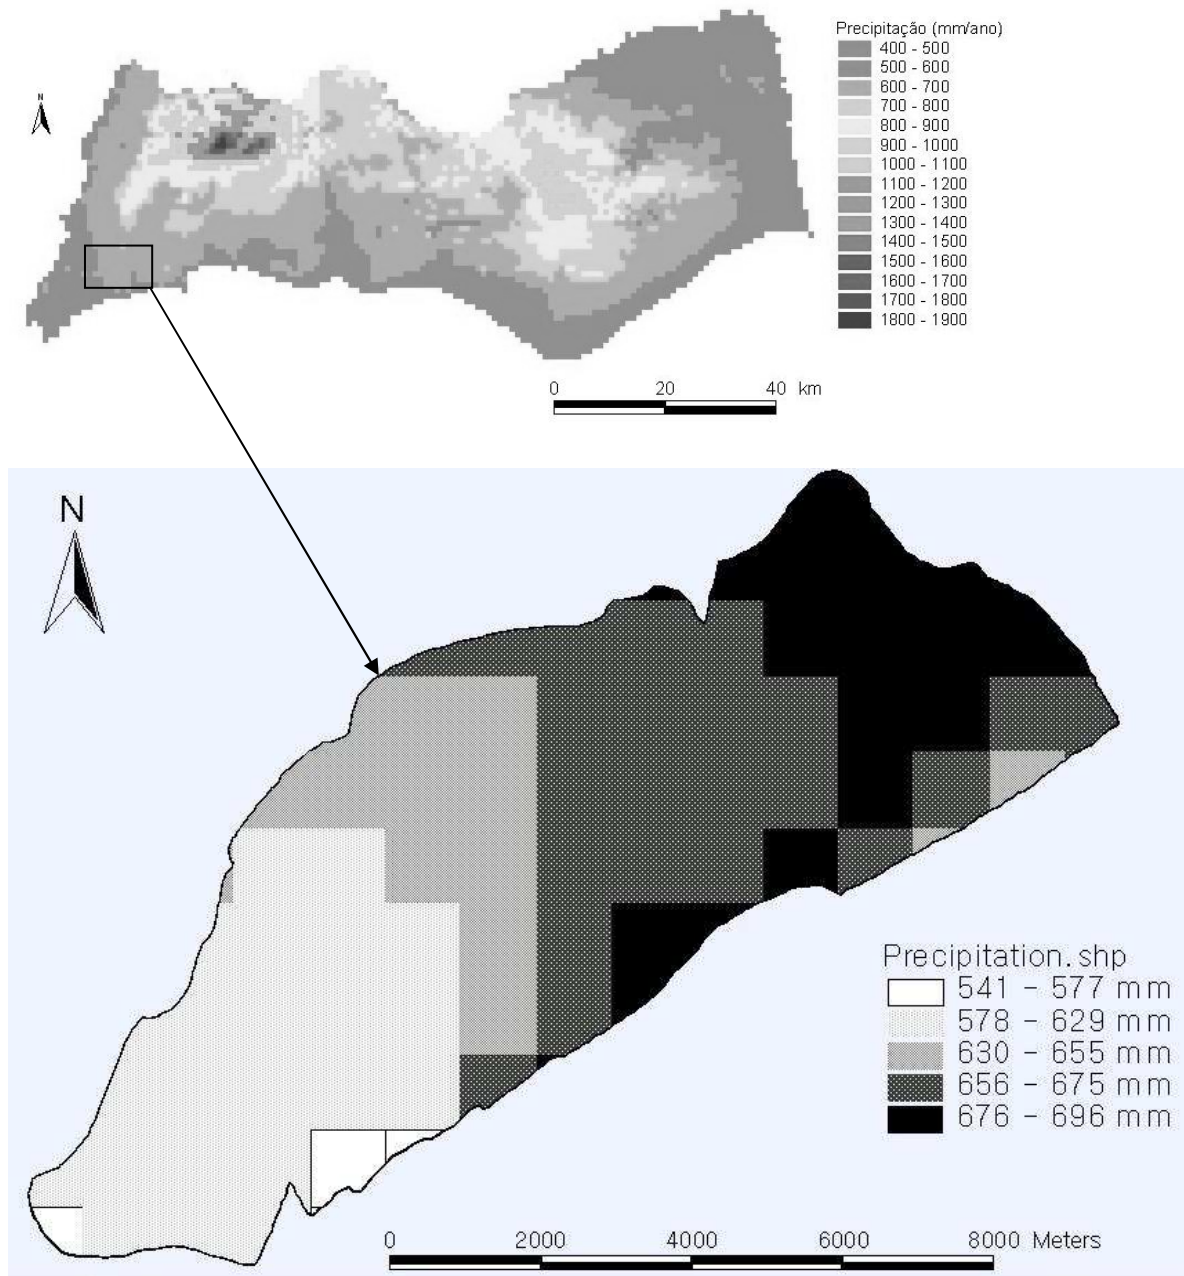 Precipitação (mm/ano)
400 - 500
500 - 600
600 - 700
700 - 800
800 - 900
900 - 1000
1000 - 1100
1100 - 1200
1200 - 1300
1300 - 1400
1400 - 1500
1500 - 1600
1600 - 1700
1700 - 1800
1800 - 1900
N
0 20 40 km
N
Precipitation.shp
541 - 577 mm
578 - 629 mm
630 - 655 mm
656 - 675 mm
676 - 696 mm
0 2000 4000 6000 8000 Meters